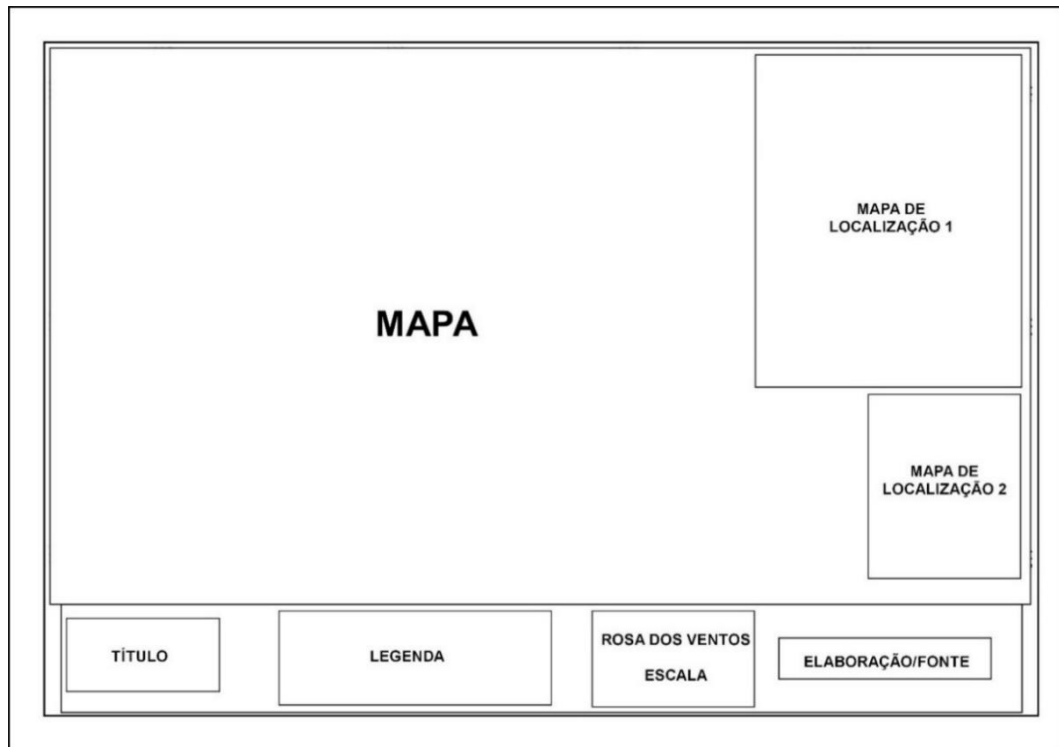 MAPA DE
LOCALIZAÇÃO 1
MAPA
MAPA DE
LOCALIZAÇÃO 2
TÍTULO
LEGENDA
ROSA DOS VENTOS
ESCALA
ELABORAÇÃO/FONTE